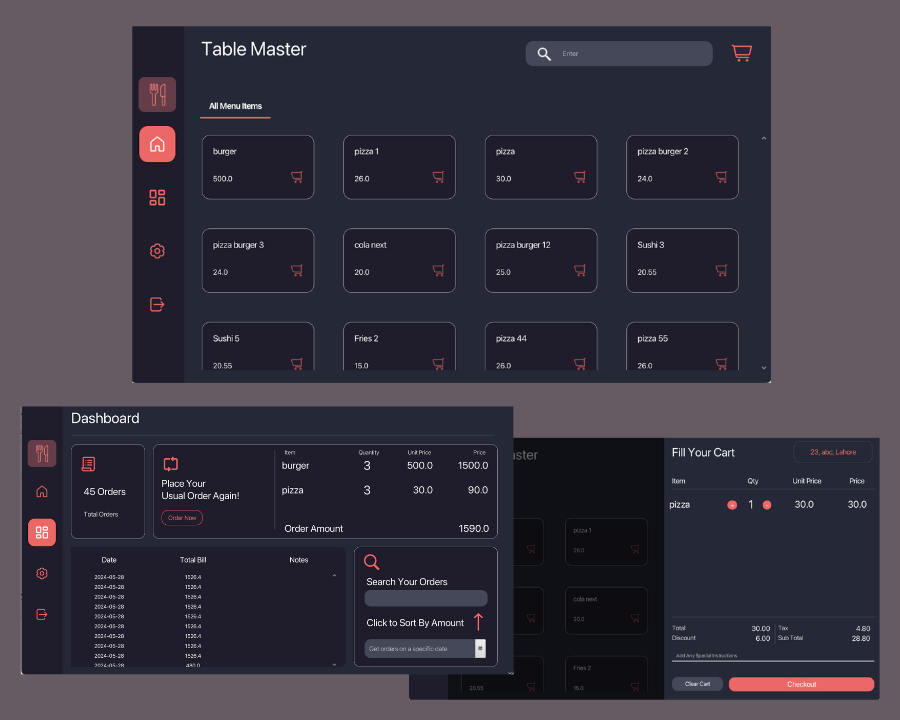 Table Master
Enter
All Menu Items
burger
pizza 1
pizza
pizza burger 2
500.0
26.0
30.0
24.0
pizza burger 3
cola next
pizza burger 12
Sushi 3
24.0
20.0
25.0
20.55
Sushi 5
Fries 2
pizza 44
pizza 55
20.55
15.0
26.0
26.0
Dashboard
45 Orders
Total Orders
Place Your
Usual Order Again!
Order Now
Item Quantity Unit Price Price
burger 3 500.0 1500.0
pizza 3 30.0 90.0
Order Amount 1590.0
Date Total Bill Notes
2024-05-28 1526.4
2024-05-28 1526.4
2024-05-28 1526.4
2024-05-28 1526.4
2024-05-28 1526.4
2024-05-28 1526.4
2024-05-28 1526.4
2024-05-28 1526.4
2024-05-28 1526.4
2024-05-28 480.0
Search Your Orders
Click to Sort By Amount
Get orders on a specific date
aster
pizza 1
26.0
cola next
20.0
Fries 2
20.55
15.0
Fill Your Cart
23, abc, Lahore
Item Qty Unit Price Price
pizza + 1 - 30.0 30.0
Total 30.00 Tax 4.80
Discount 6.00 Sub Total 28.80
Add Any Special Instructions
Clear Cart
Checkout